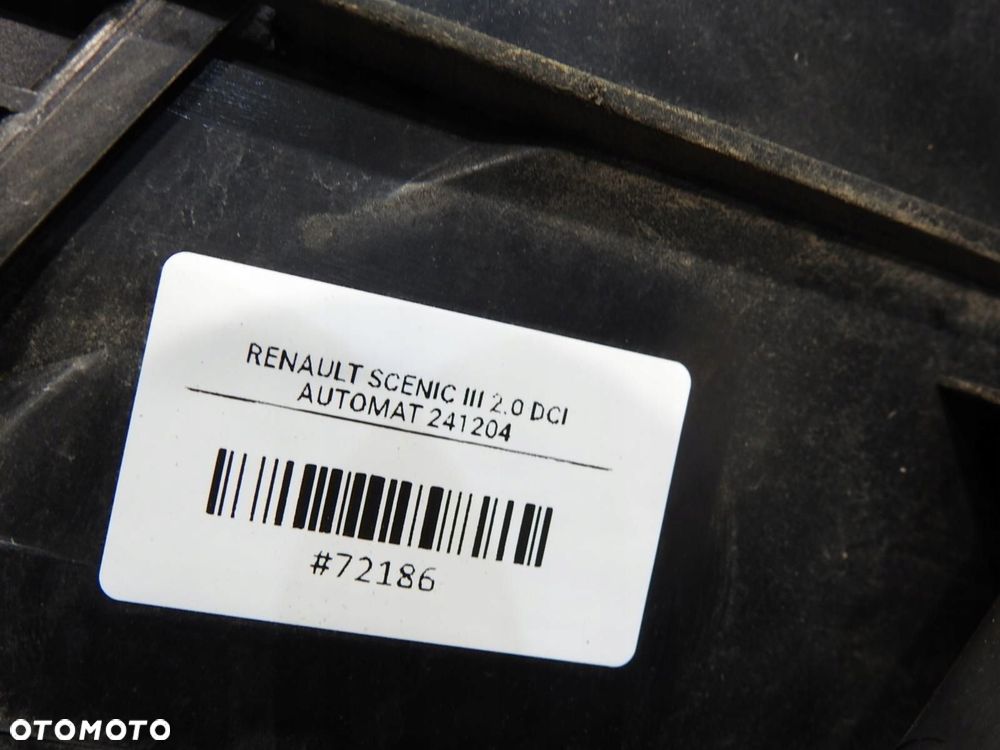 RENAULT SCENIC III 2.0 DCI
AUTOMAT 241204
#72186
OTOMOTO